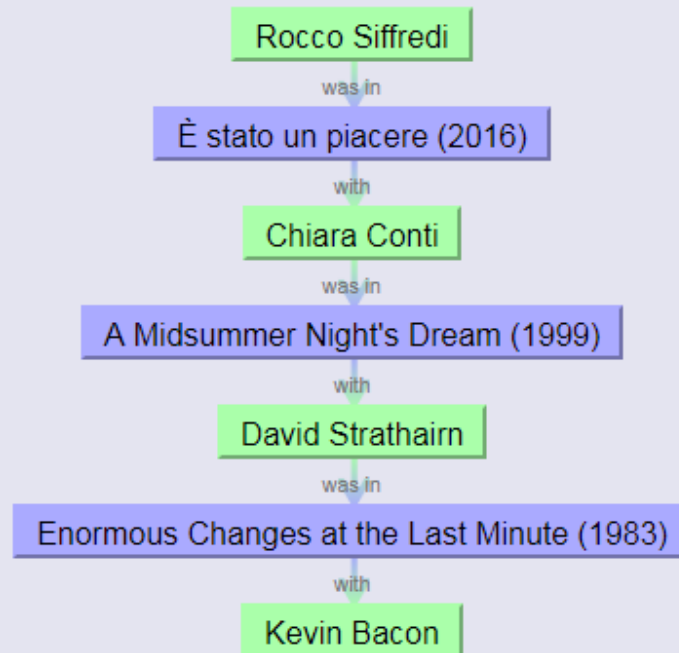 Rocco Siffredi
was in
È stato un piacere (2016)
with
Chiara Conti
was in
A Midsummer Night's Dream (1999)
with
David Strathairn
was in
Enormous Changes at the Last Minute (1983)
with
Kevin Bacon